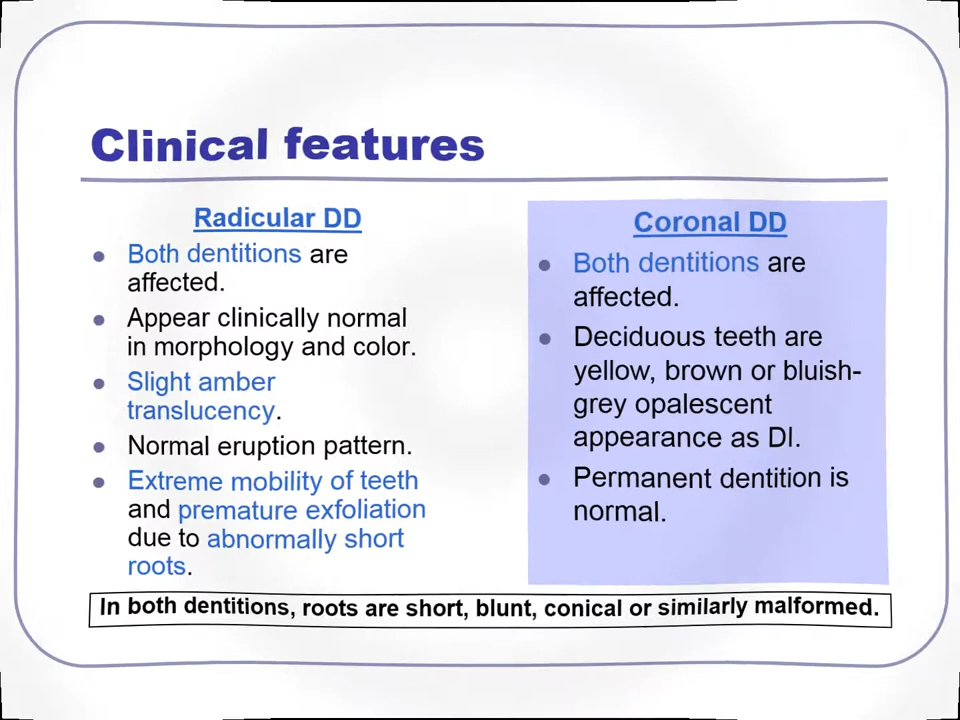 Clinical features
Radicular DD
● Both dentitions are
affected.
● Appear clinically normal
in morphology and color.
● Slight amber
translucency.
● Normal eruption pattern.
● Extreme mobility of teeth
and premature exfoliation
due to abnormally short
roots.
Coronal DD
● Both dentitions are
affected.
● Deciduous teeth are
yellow, brown or bluish-
grey opalescent
appearance as DI.
● Permanent dentition is
normal.
In both dentitions, roots are short, blunt, conical or similarly malformed.